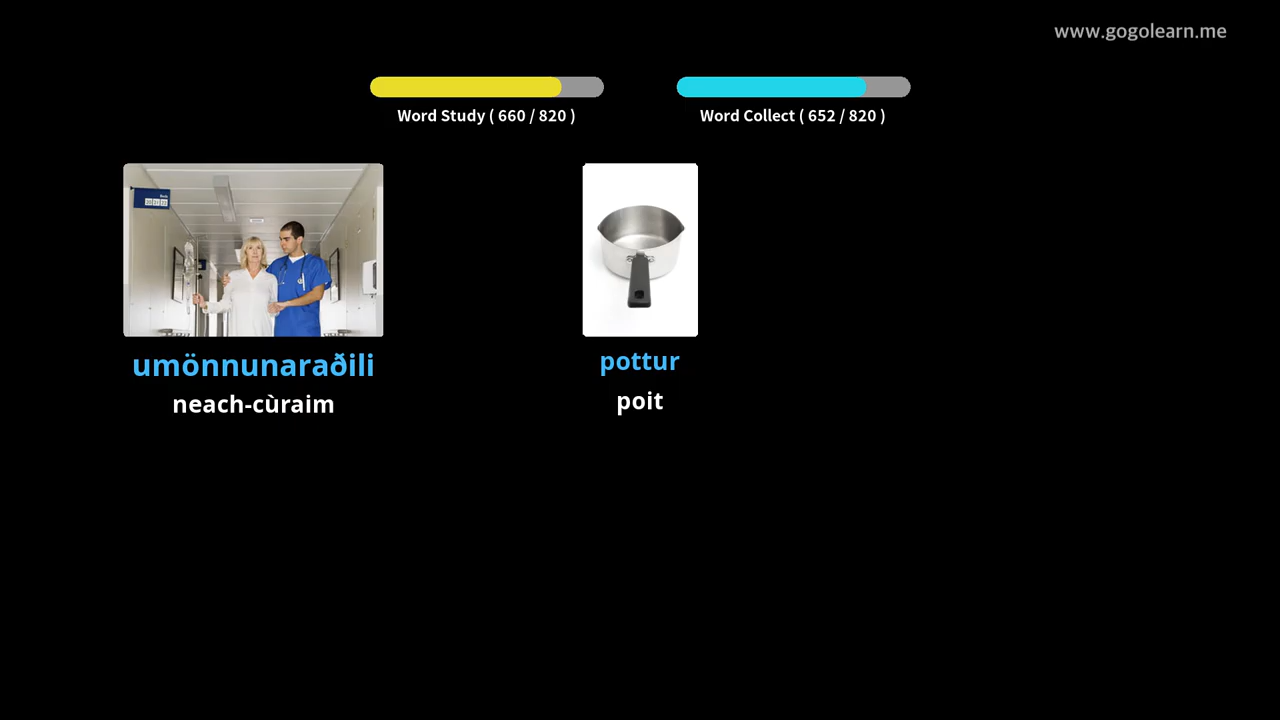 www.gogolearn.me
Word Study ( 660 / 820 )
Word Collect ( 652 / 820 )
umönnunaraðili
neach-cùraim
pottur
poit